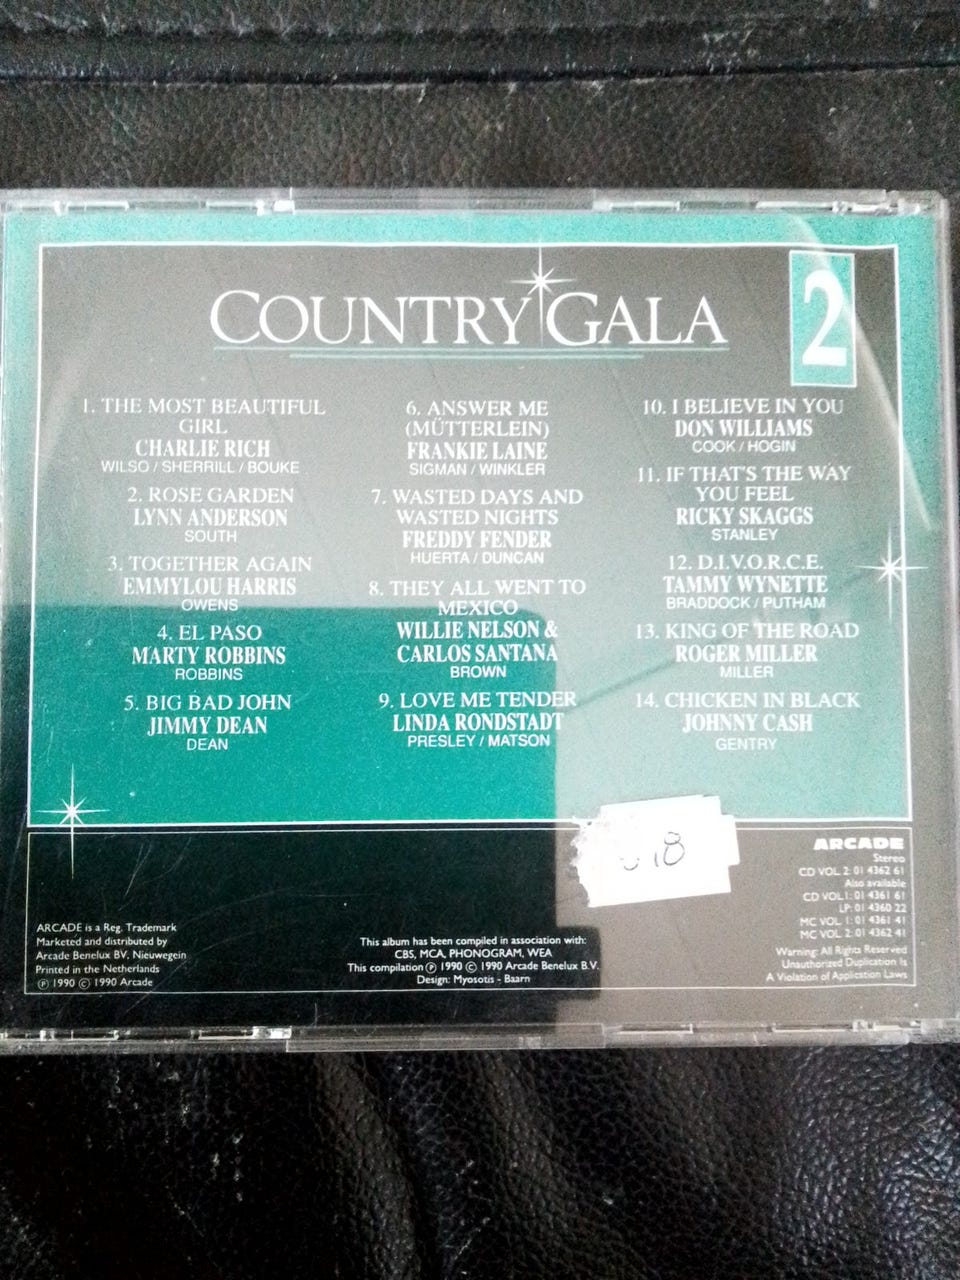 COUNTRY GALA
2
1. THE MOST BEAUTIFUL
GIRL
CHARLIE RICH
WILSO / SHERRILL / BOUKE
2. ROSE GARDEN
LYNN ANDERSON
SOUTH
3. TOGETHER AGAIN
EMMYLOU HARRIS
OWENS
4. EL PASO
MARTY ROBBINS
ROBBINS
5. BIG BAD JOHN
JIMMY DEAN
DEAN
6. ANSWER ME
(MÜTTERLEIN)
FRANKIE LAINE
SIGMAN / WINKLER
7. WASTED DAYS AND
WASTED NIGHTS
FREDDY FENDER
HUERTA / DUNCAN
8. THEY ALL WENT TO
MEXICO
WILLIE NELSON &
CARLOS SANTANA
BROWN
9. LOVE ME TENDER
LINDA RONDSTADT
PRESLEY / MATSON
10. I BELIEVE IN YOU
DON WILLIAMS
COOK / HOGIN
11. IF THAT'S THE WAY
YOU FEEL
RICKY SKAGGS
STANLEY
12. D.I.V.O.R.C.E.
TAMMY WYNETTE
BRADDOCK / PUTHAM
13. KING OF THE ROAD
ROGER MILLER
MILLER
14. CHICKEN IN BLACK
JOHNNY CASH
GENTRY
ARCADE is a Reg. Trademark
Marketed and distributed by
Arcade Benelux BV, Nieuwegein
Printed in the Netherlands
Ⓟ 1990 © 1990 Arcade
This album has been compiled in association with:
CBS, MCA, PHONOGRAM, WEA
This compilation Ⓟ 1990 © 1990 Arcade Benelux B.V.
Design: Myosotis - Baarn
ARCADE
Stereo
CD VOL 2: 01 4362 61
Also available
CD VOL 1: 01 4361 61
LP: 01 4360 22
MC VOL 1: 01 4361 41
MC VOL 2: 01 4362 41
Warning: All Rights Reserved
Unauthorized Duplication Is
A Violation of Application Laws